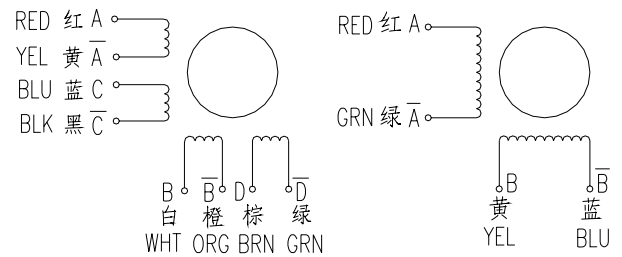 RED 红 A
YEL 黄 A̅
BLU 蓝 C
BLK 黑 C̅
B B̅ D D̅
白 橙 棕 绿
WHT ORG BRN GRN
RED 红 A
GRN 绿 A̅
B B̅
黄 蓝
YEL BLU